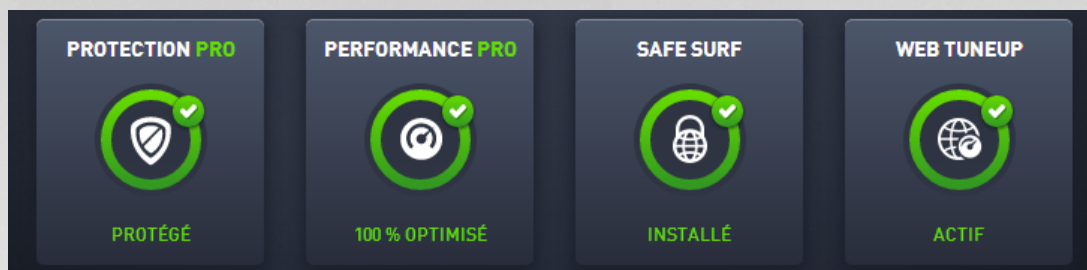 PROTECTION PRO
PERFORMANCE PRO
SAFE SURF
WEB TUNEUP
PROTÉGÉ
100 % OPTIMISÉ
INSTALLÉ
ACTIF